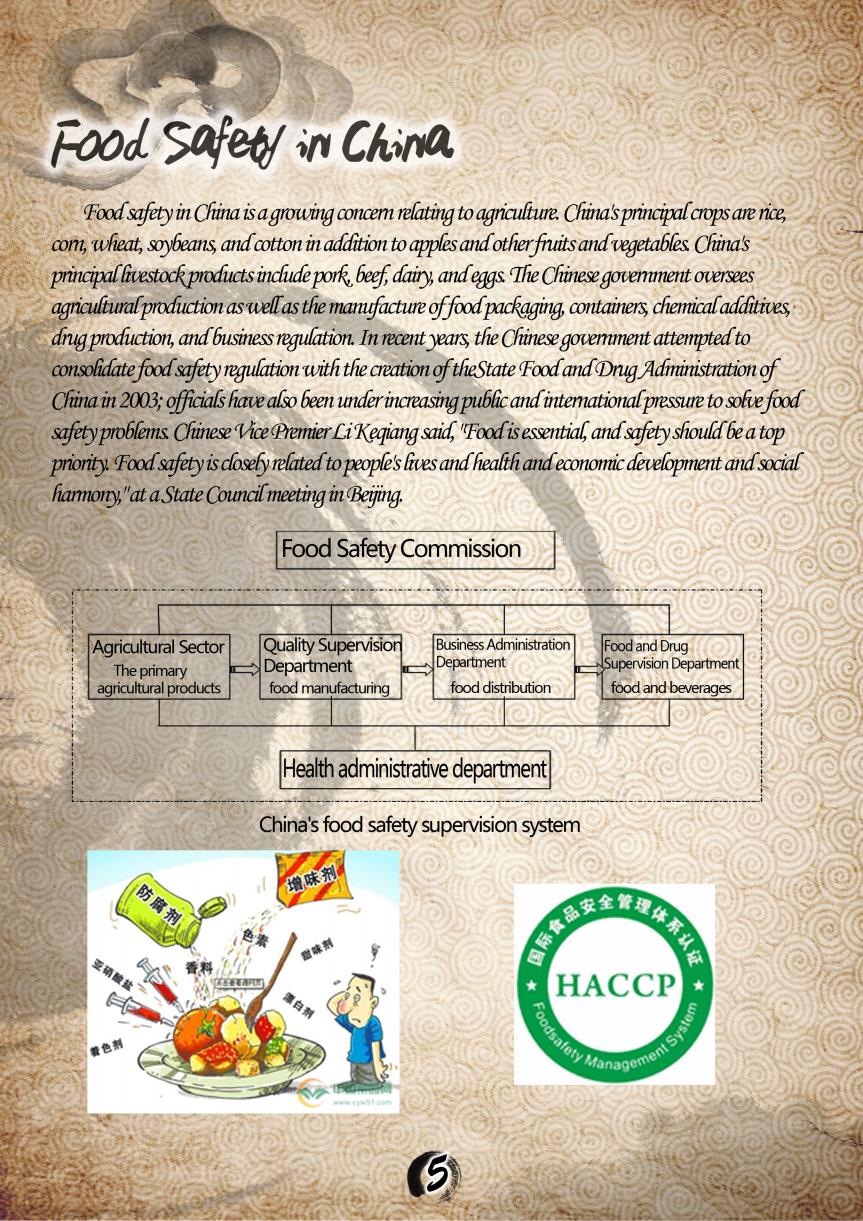 Food Safety in China
Food safety in China is a growing concern relating to agriculture. China's principal crops are rice,
corn, wheat, soybeans, and cotton in addition to apples and other fruits and vegetables. China's
principal livestock products include pork, beef, dairy, and eggs. The Chinese government oversees
agricultural production as well as the manufacture of food packaging, containers, chemical additives,
drug production, and business regulation. In recent years, the Chinese government attempted to
consolidate food safety regulation with the creation of theState Food and Drug Administration of
China in 2003; officials have also been under increasing public and international pressure to solve food
safety problems. Chinese Vice Premier Li Keqiang said, "Food is essential, and safety should be a top
priority. Food safety is closely related to people's lives and health and economic development and social
harmony," at a State Council meeting in Beijing.
Food Safety Commission
Agricultural Sector
The primary
agricultural products
Quality Supervision
Department
food manufacturing
Business Administration
Department
food distribution
Food and Drug
Supervision Department
food and beverages
Health administrative department
China's food safety supervision system
防腐剂
增味剂
色素
甜味剂
香料
亚硝酸盐
漂白剂
着色剂
www.cyw51.com
国际食品安全管理体系认证
HACCP
Foodsafety Management System
5